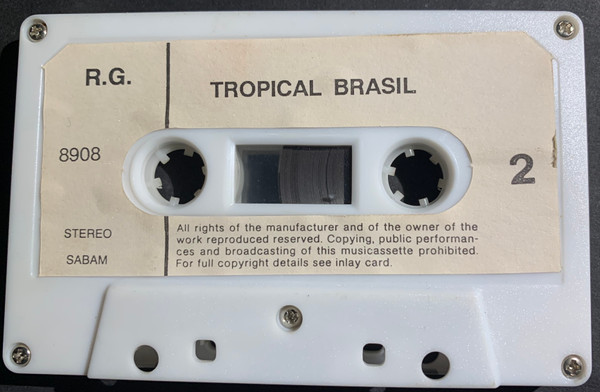 R.G.
TROPICAL BRASIL
8908
2
STEREO
SABAM
All rights of the manufacturer and of the owner of the
work reproduced reserved. Copying, public performan-
ces and broadcasting of this musicassette prohibited.
For full copyright details see inlay card.